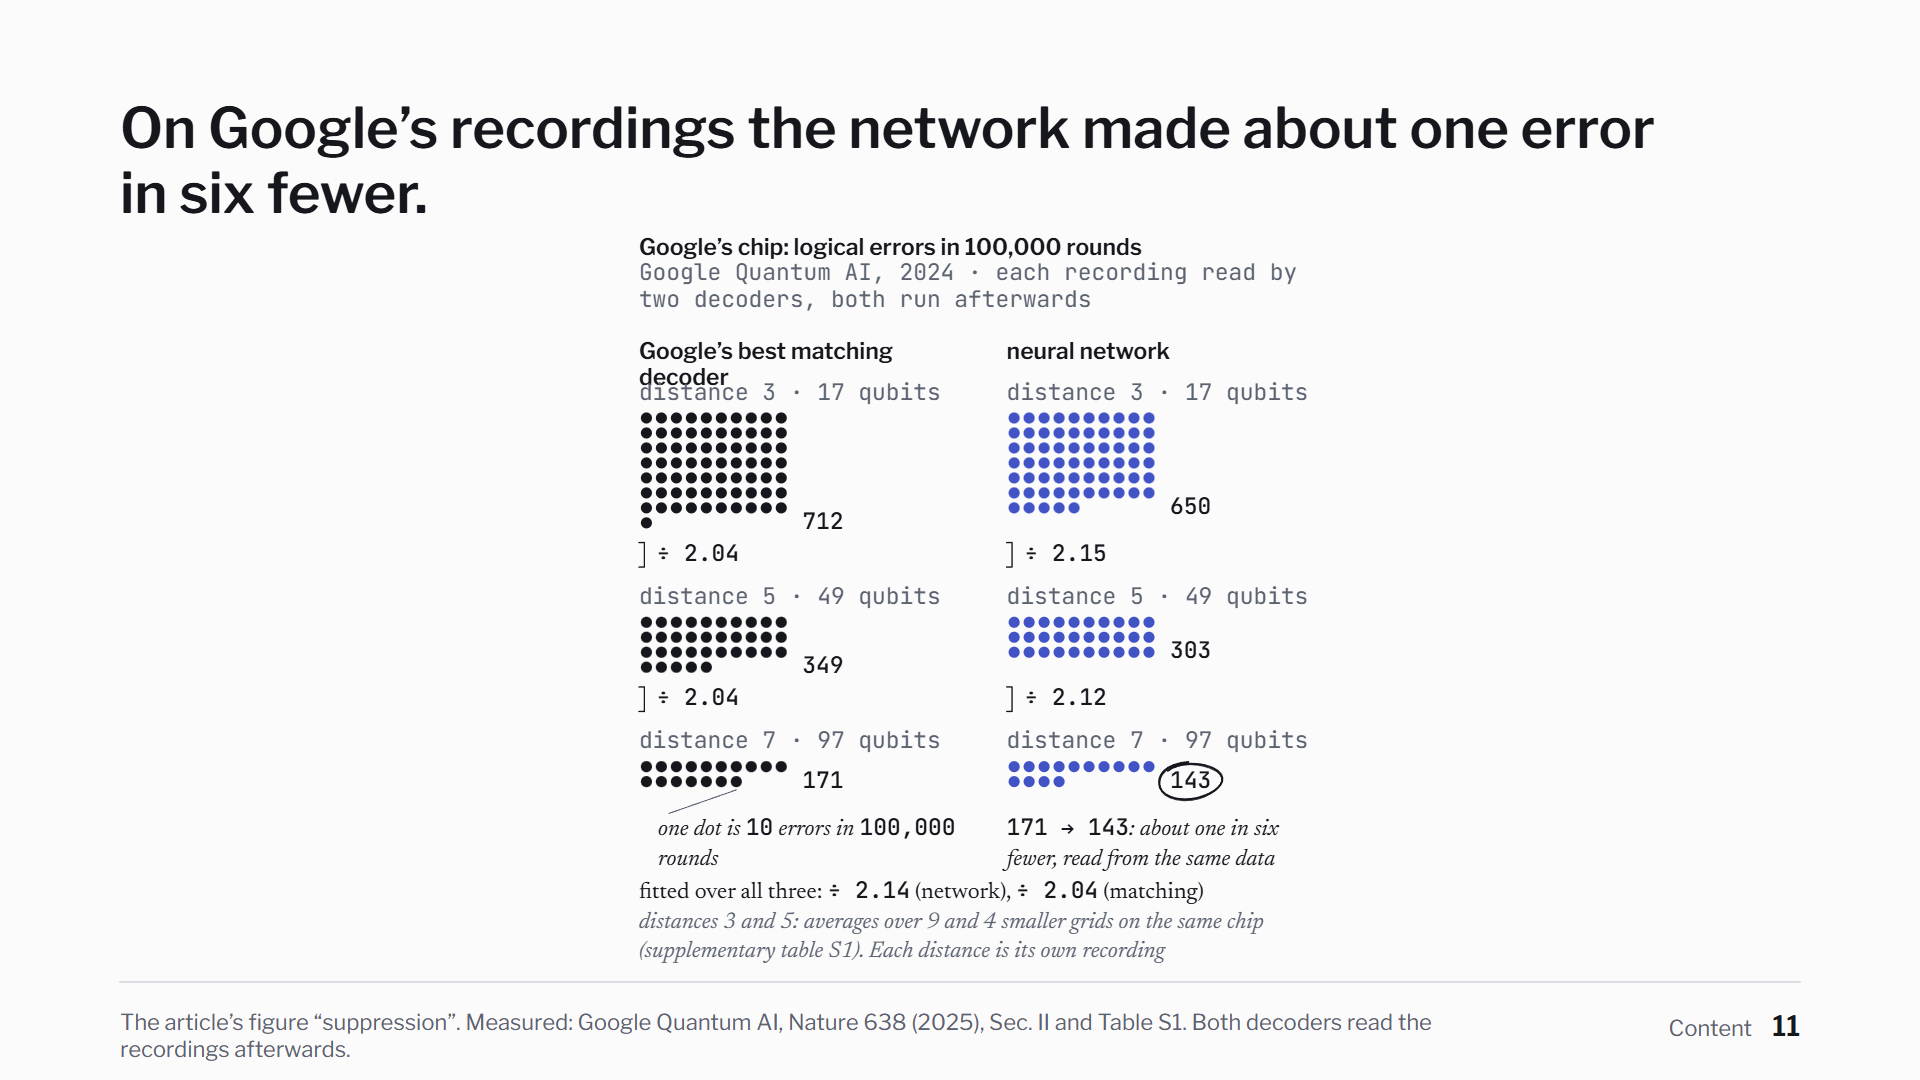 On Google’s recordings the network made about one error
in six fewer.
Google’s chip: logical errors in 100,000 rounds
Google Quantum AI, 2024 · each recording read by
two decoders, both run afterwards
Google’s best matching
decoder
distance 3 · 17 qubits
712
] ÷ 2.04
distance 5 · 49 qubits
349
] ÷ 2.04
distance 7 · 97 qubits
171
one dot is 10 errors in 100,000
rounds
neural network
distance 3 · 17 qubits
650
] ÷ 2.15
distance 5 · 49 qubits
303
] ÷ 2.12
distance 7 · 97 qubits
143
171 → 143: about one in six
fewer, read from the same data
fitted over all three: ÷ 2.14 (network), ÷ 2.04 (matching)
distances 3 and 5: averages over 9 and 4 smaller grids on the same chip
(supplementary table S1). Each distance is its own recording
The article’s figure “suppression”. Measured: Google Quantum AI, Nature 638 (2025), Sec. II and Table S1. Both decoders read the
recordings afterwards.
Content 11